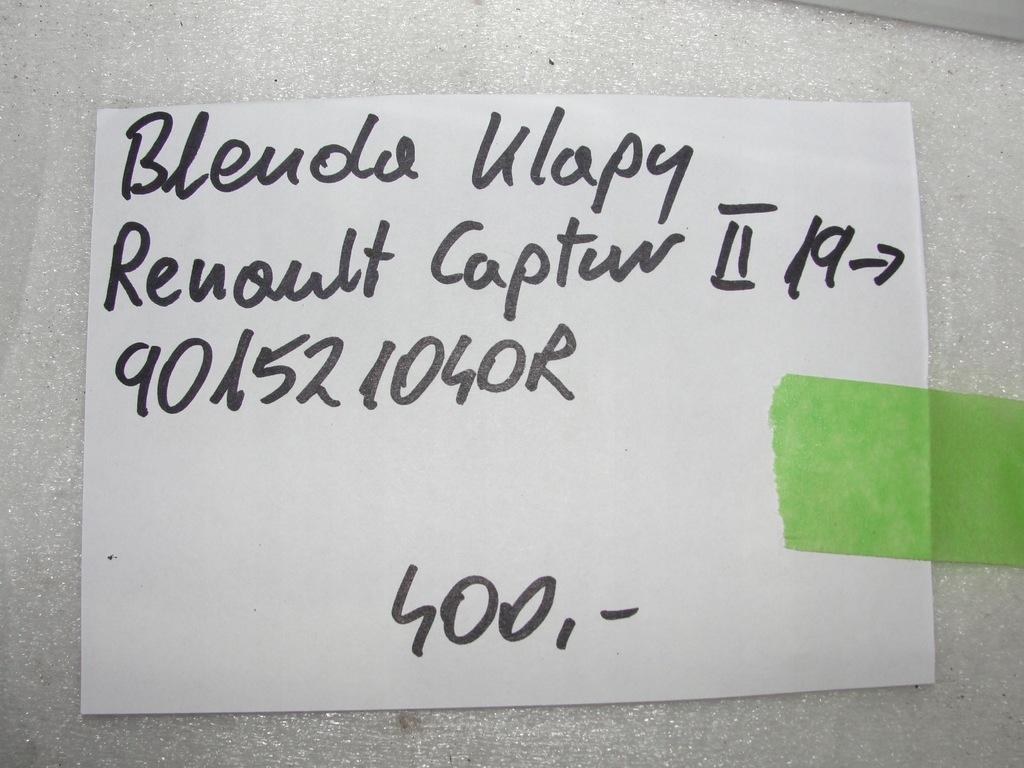 Blenda Klapy
Renault Captur II 19→
901521040R
400,-